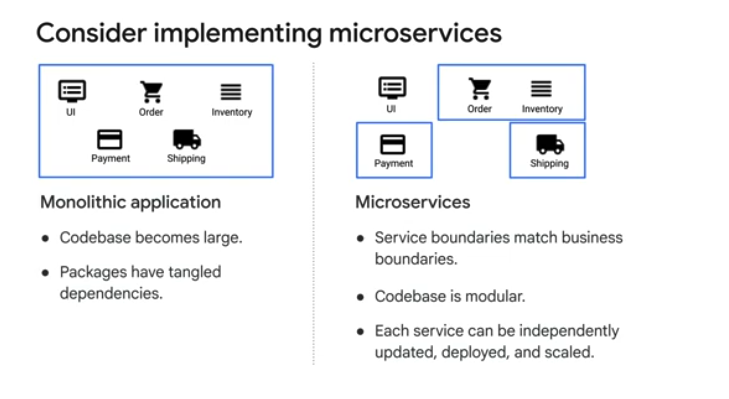 Consider implementing microservices
UI
Order
Inventory
Payment
Shipping
Monolithic application
• Codebase becomes large.
• Packages have tangled
dependencies.
UI
Order
Inventory
Payment
Shipping
Microservices
• Service boundaries match business
boundaries.
• Codebase is modular.
• Each service can be independently
updated, deployed, and scaled.